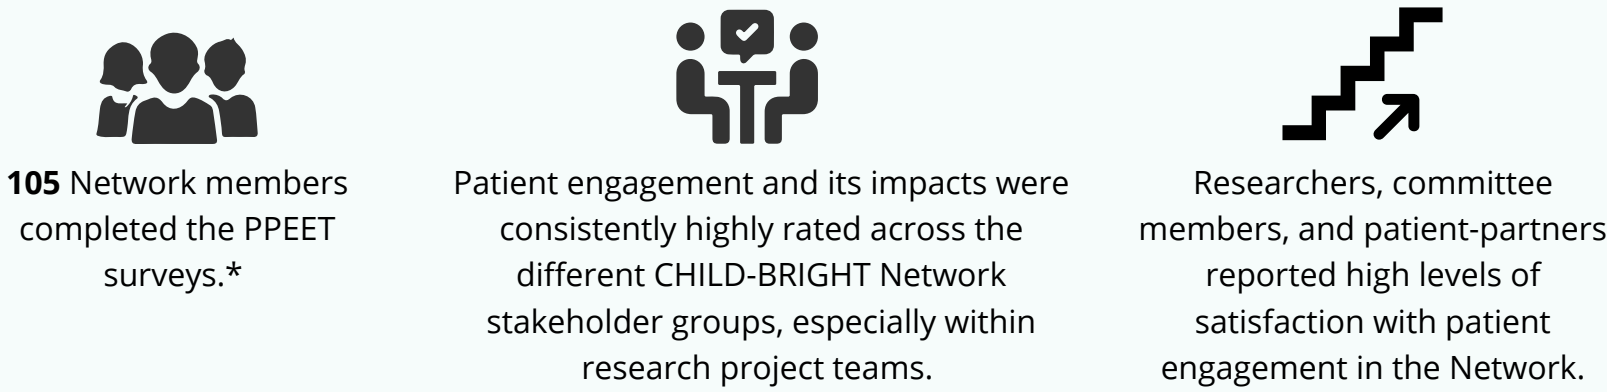 105 Network members
completed the PPEET
surveys.*
Patient engagement and its impacts were
consistently highly rated across the
different CHILD-BRIGHT Network
stakeholder groups, especially within
research project teams.
Researchers, committee
members, and patient-partners
reported high levels of
satisfaction with patient
engagement in the Network.